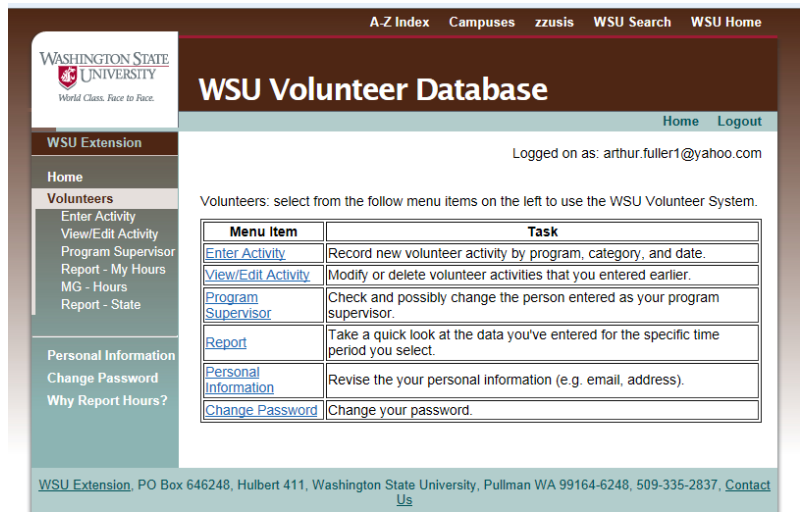 A-Z Index Campuses zzusis WSU Search WSU Home
WASHINGTON STATE
UNIVERSITY
World Class. Face to Face.
WSU Volunteer Database
Home Logout
WSU Extension
Logged on as: arthur.fuller1@yahoo.com
Home
Volunteers
Enter Activity
View/Edit Activity
Program Supervisor
Report - My Hours
MG - Hours
Report - State
Personal Information
Change Password
Why Report Hours?
Volunteers: select from the follow menu items on the left to use the WSU Volunteer System.
Menu Item Task
Enter Activity Record new volunteer activity by program, category, and date.
View/Edit Activity Modify or delete volunteer activities that you entered earlier.
Program Check and possibly change the person entered as your program
Supervisor supervisor.
Report Take a quick look at the data you've entered for the specific time
period you select.
Personal
Information Revise the your personal information (e.g. email, address).
Change Password Change your password.
WSU Extension, PO Box 646248, Hulbert 411, Washington State University, Pullman WA 99164-6248, 509-335-2837, Contact
Us